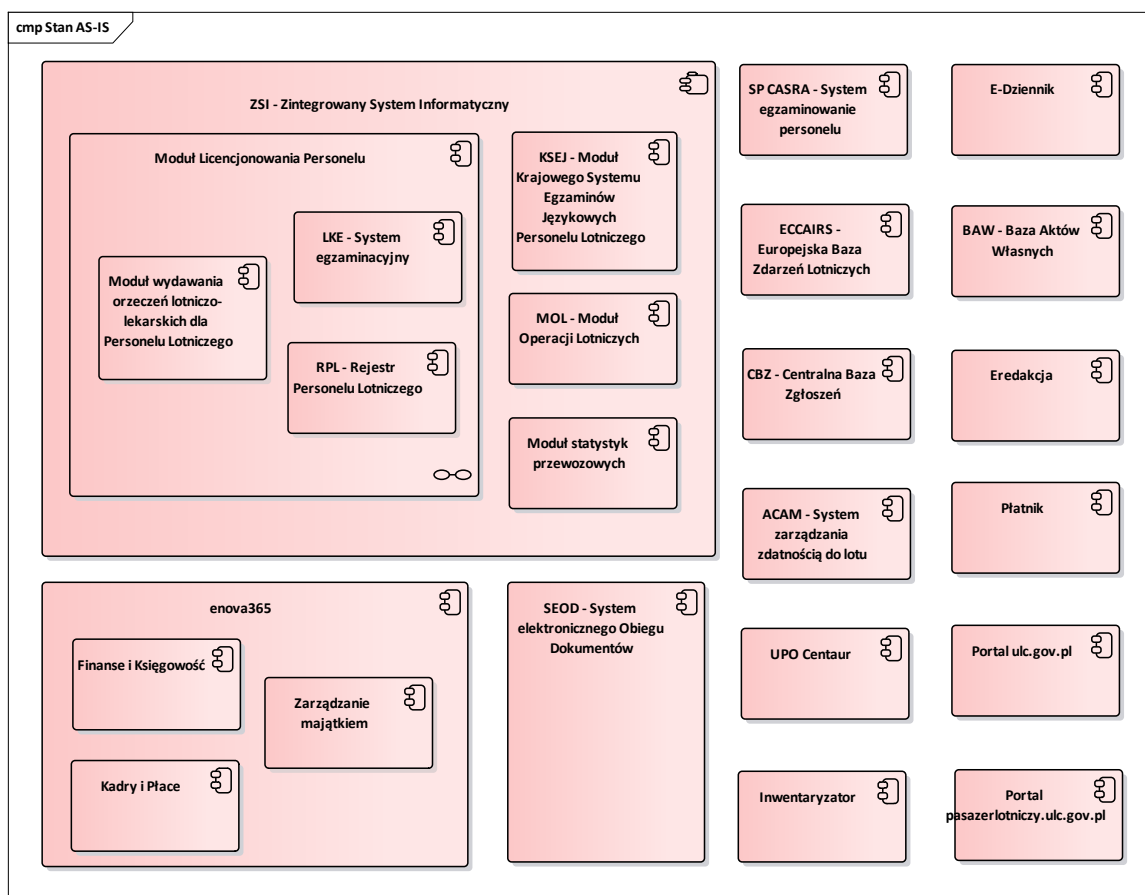 cmp Stan AS-IS
ZSI - Zintegrowany System Informatyczny
Moduł Licencjonowania Personelu
Moduł wydawania
orzeczeń lotniczo-
lekarskich dla
Personelu Lotniczego
LKE - System
egzaminacyjny
RPL - Rejestr
Personelu Lotniczego
KSEJ - Moduł
Krajowego Systemu
Egzaminów
Językowych
Personelu Lotniczego
MOL - Moduł
Operacji Lotniczych
Moduł statystyk
przewozowych
enova365
Finanse i Księgowość
Zarządzanie
majątkiem
Kadry i Płace
SEOD - System
elektronicznego Obiegu
Dokumentów
SP CASRA - System
egzaminowanie
personelu
E-Dziennik
ECCAIRS -
Europejska Baza
Zdarzeń Lotniczych
BAW - Baza Aktów
Własnych
CBZ - Centralna Baza
Zgłoszeń
Eredakcja
ACAM - System
zarządzania
zdatnością do lotu
Płatnik
UPO Centaur
Portal ulc.gov.pl
Inwentaryzator
Portal
pasazerlotniczy.ulc.gov.pl